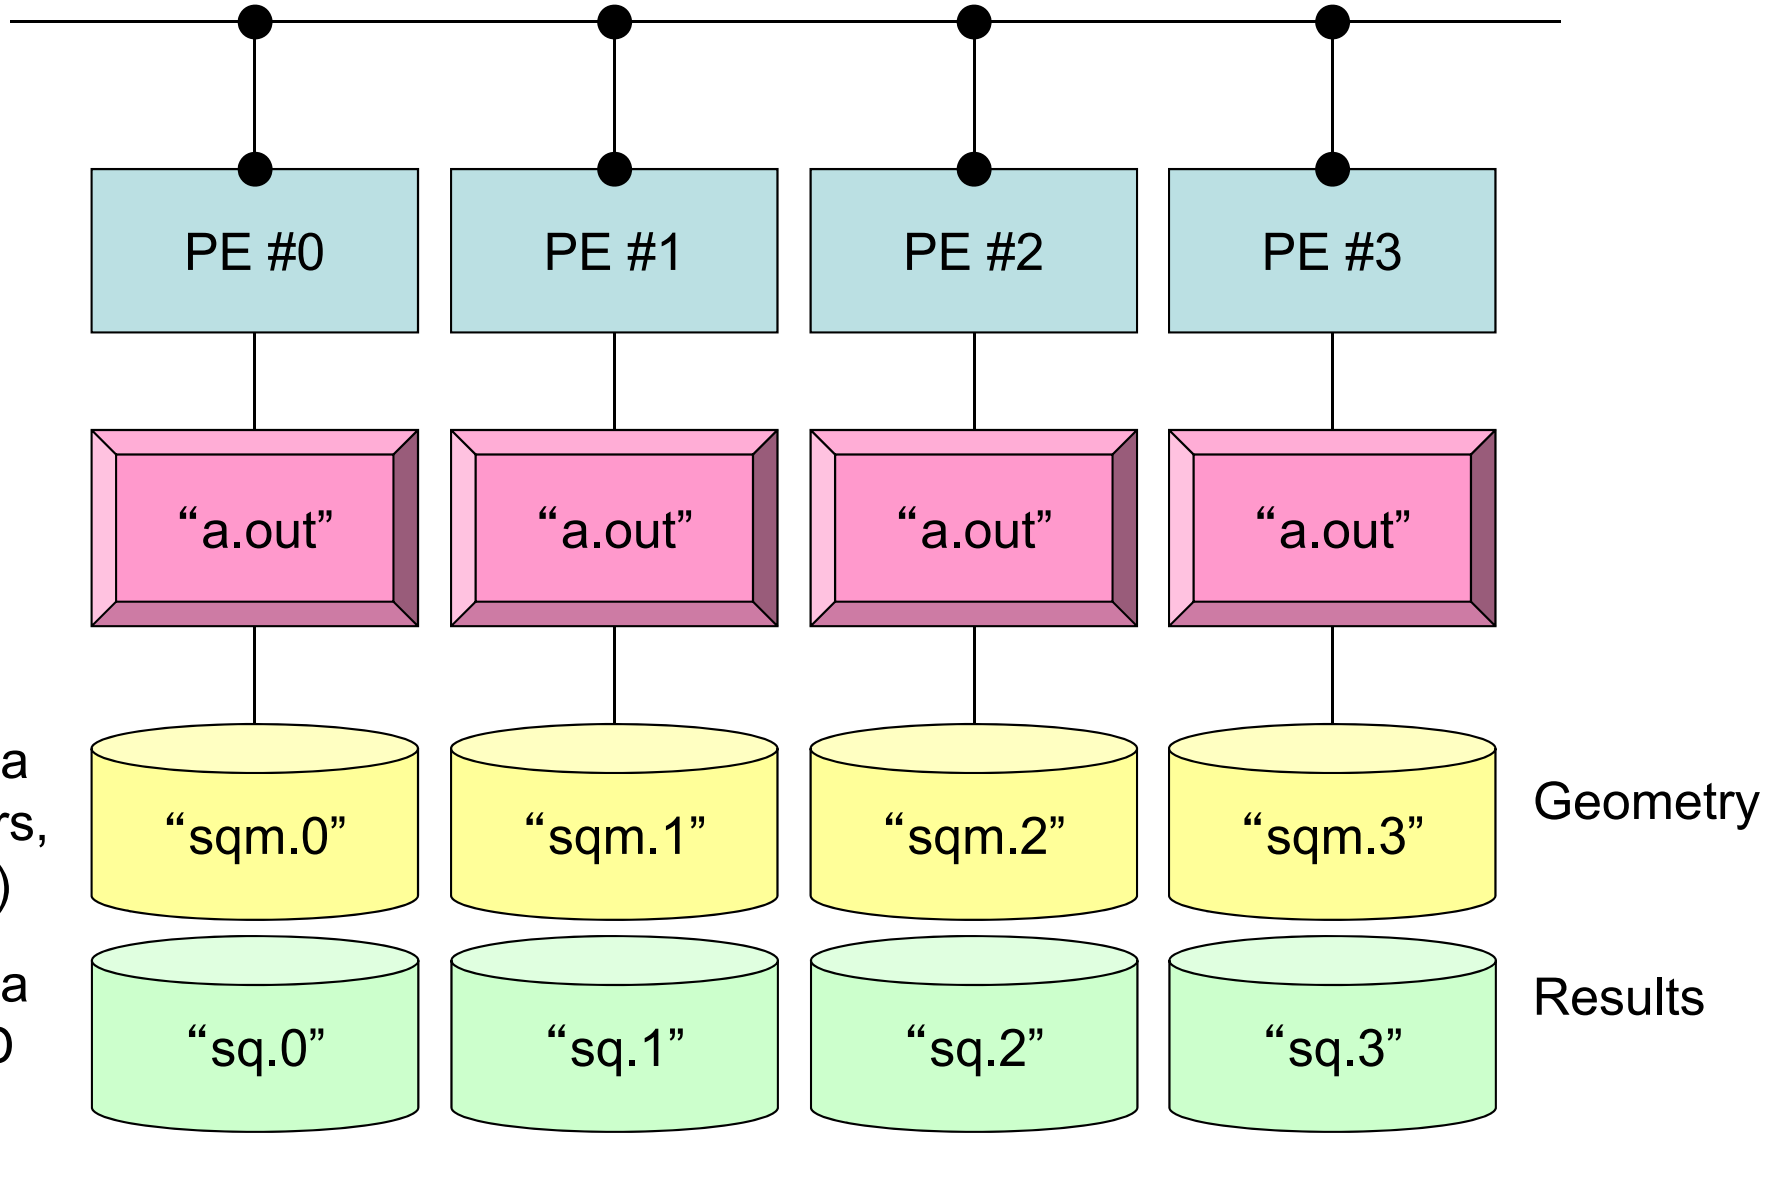 PE #0 PE #1 PE #2 PE #3
“a.out” “a.out” “a.out” “a.out”
a
rs,
)
“sqm.0” “sqm.1” “sqm.2” “sqm.3” Geometry
a
“sq.0” “sq.1” “sq.2” “sq.3” Results